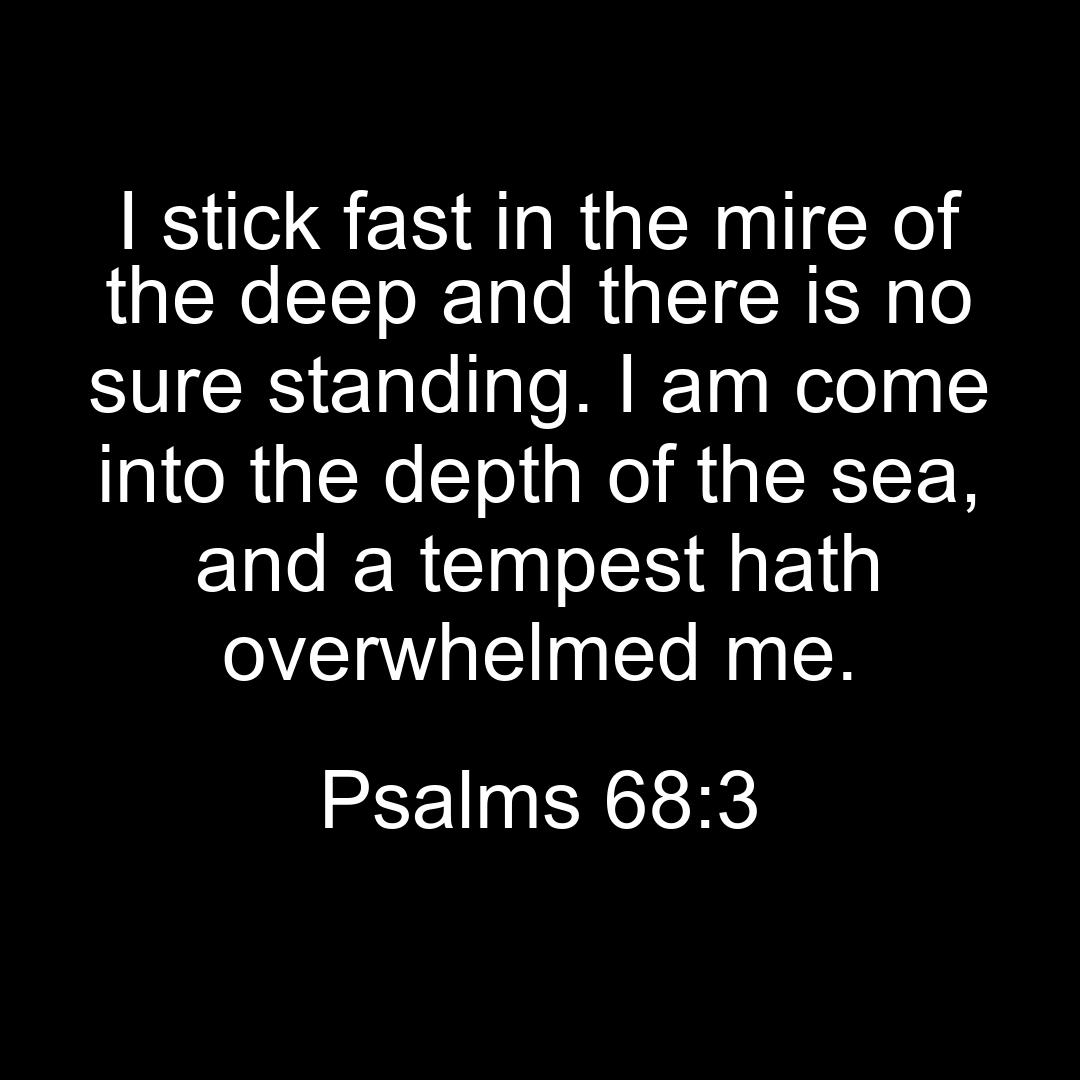 I stick fast in the mire of
the deep and there is no
sure standing. I am come
into the depth of the sea,
and a tempest hath
overwhelmed me.
Psalms 68:3